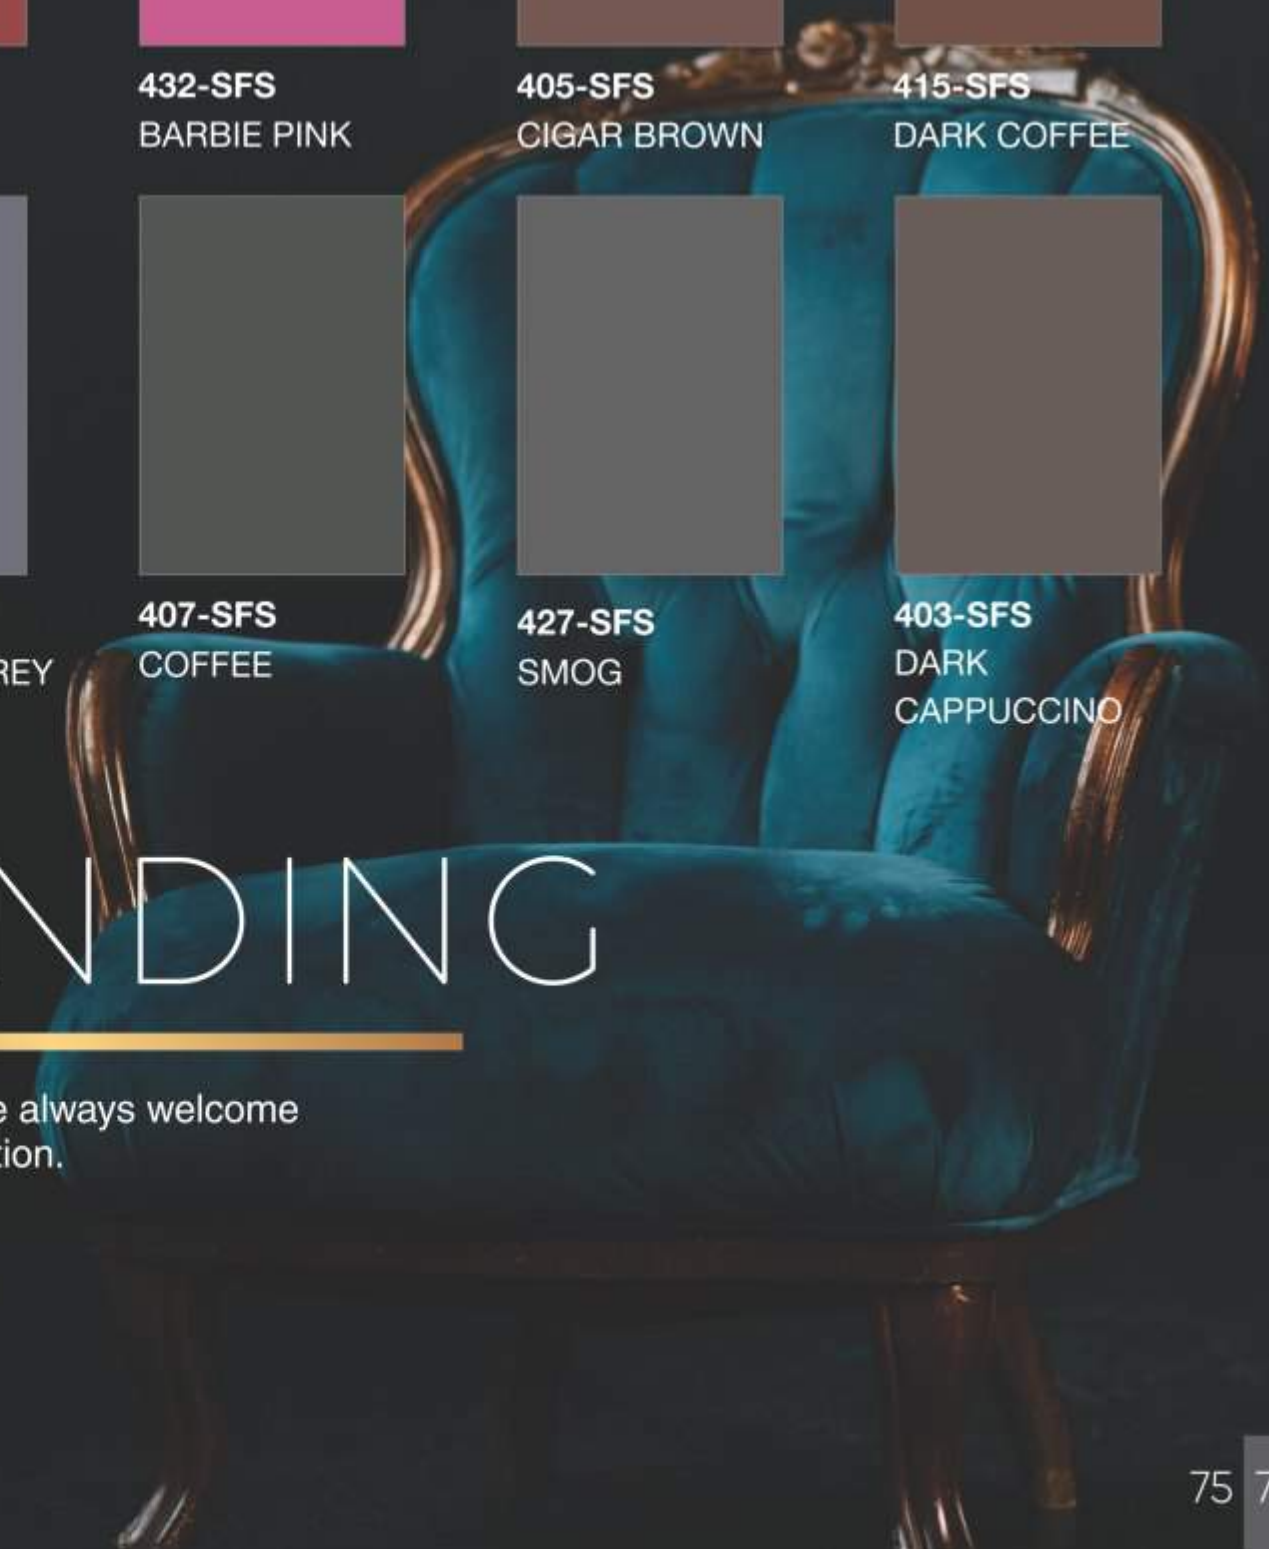 432-SFS
BARBIE PINK
405-SFS
CIGAR BROWN
415-SFS
DARK COFFEE
REY
407-SFS
COFFEE
427-SFS
SMOG
403-SFS
DARK
CAPPUCCINO
NDING
e always welcome
tion.
75
7